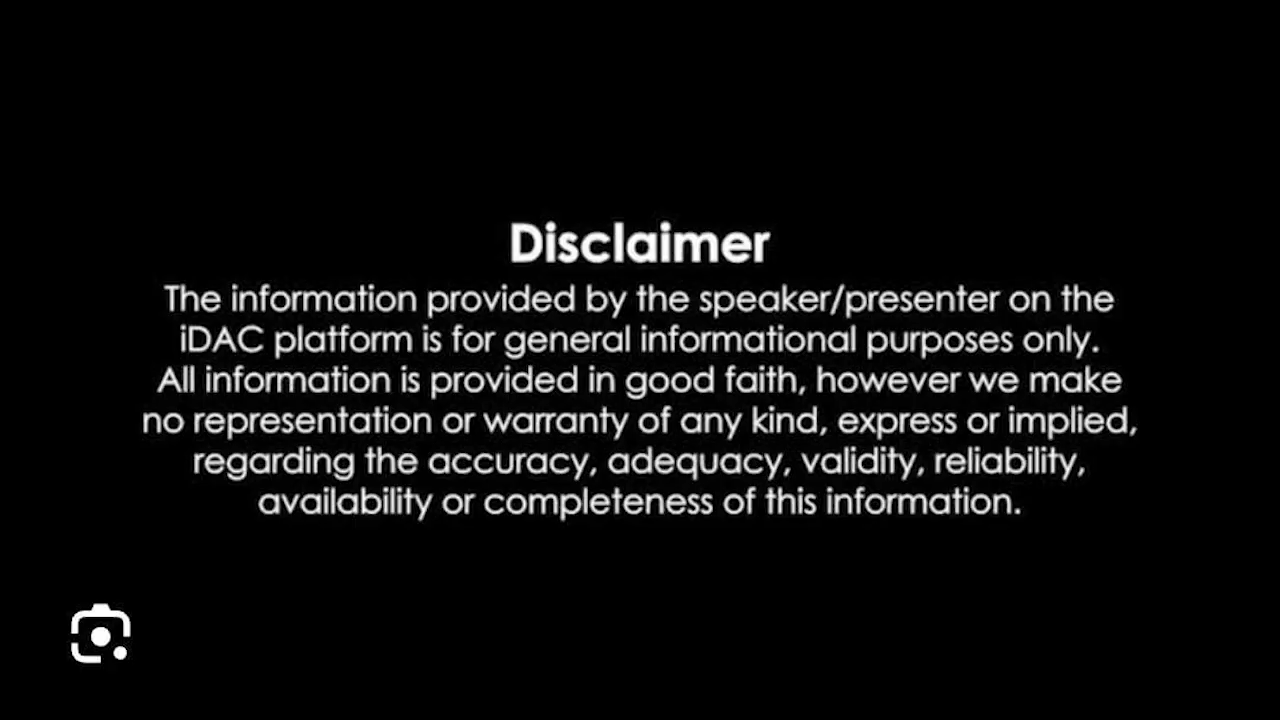 Disclaimer
The information provided by the speaker/presenter on the
iDAC platform is for general informational purposes only.
All information is provided in good faith, however we make
no representation or warranty of any kind, express or implied,
regarding the accuracy, adequacy, validity, reliability,
availability or completeness of this information.